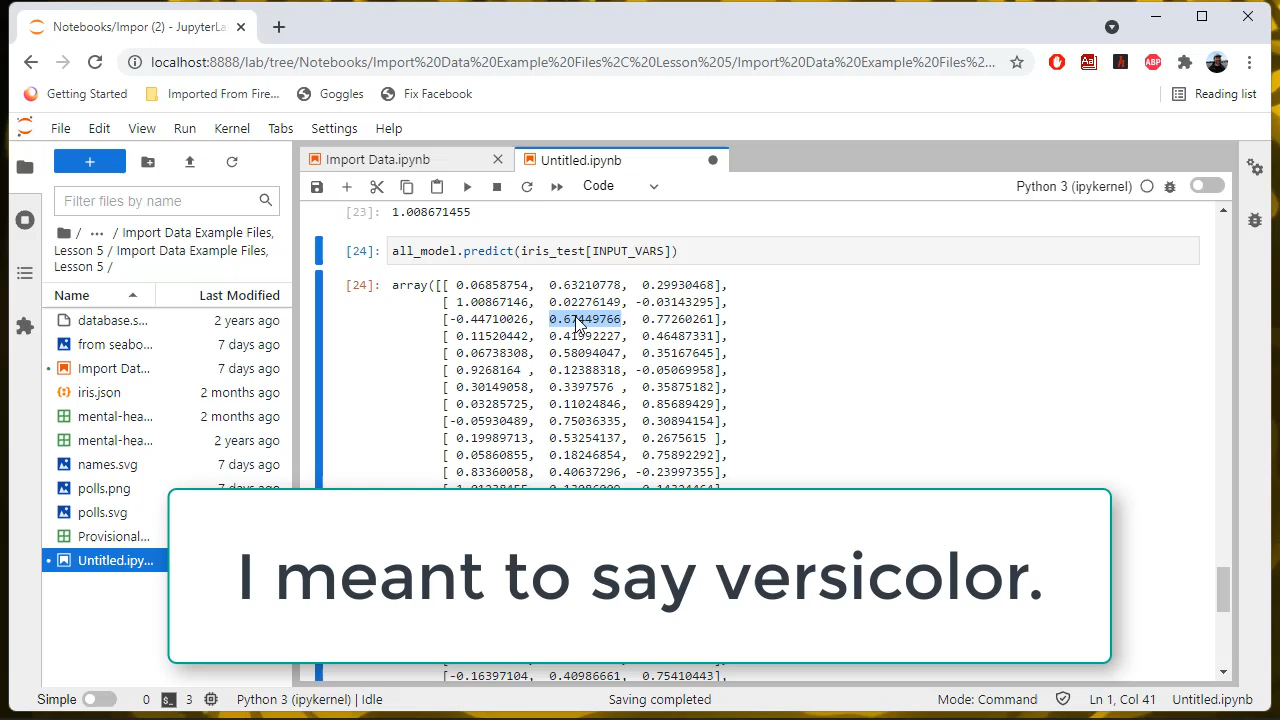 Notebooks/Impor (2) - JupyterLa
localhost:8888/lab/tree/Notebooks/Import%20Data%20Example%20Files%2C%20Lesson%205/Import%20Data%20Example%20Files%2...
Getting Started
Imported From Fire...
Goggles
Fix Facebook
Reading list
File Edit View Run Kernel Tabs Settings Help
Import Data.ipynb
Untitled.ipynb
Code
Python 3 (ipykernel)
Filter files by name
/ ... / Import Data Example Files,
Lesson 5 / Import Data Example Files,
Lesson 5 /
Name Last Modified
database.s... 2 years ago
from seabo... 7 days ago
Import Dat... 7 days ago
iris.json 2 months ago
mental-hea... 2 months ago
mental-hea... 2 years ago
names.svg 7 days ago
polls.png 7 days ago
polls.svg
Provisional...
Untitled.ipy...
[23]: 1.008671455
[24]: all_model.predict(iris_test[INPUT_VARS])
[24]: array([[ 0.06858754, 0.63210778, 0.29930468],
[ 1.00867146, 0.02276149, -0.03143295],
[-0.44710026, 0.67449766, 0.77260261],
[ 0.11520442, 0.41992227, 0.46487331],
[ 0.06738308, 0.58094047, 0.35167645],
[ 0.9268164 , 0.12388318, -0.05069958],
[ 0.30149058, 0.3397576 , 0.35875182],
[ 0.03285725, 0.11024846, 0.85689429],
[-0.05930489, 0.75036335, 0.30894154],
[ 0.19989713, 0.53254137, 0.2675615 ],
[ 0.05860855, 0.18246854, 0.75892292],
[ 0.83360058, 0.40637296, -0.23997355],
I meant to say versicolor.
[-0.16397104, 0.40986661, 0.75410443],
Simple 0 3 Python 3 (ipykernel) | Idle Saving completed Mode: Command Ln 1, Col 41 Untitled.ipynb